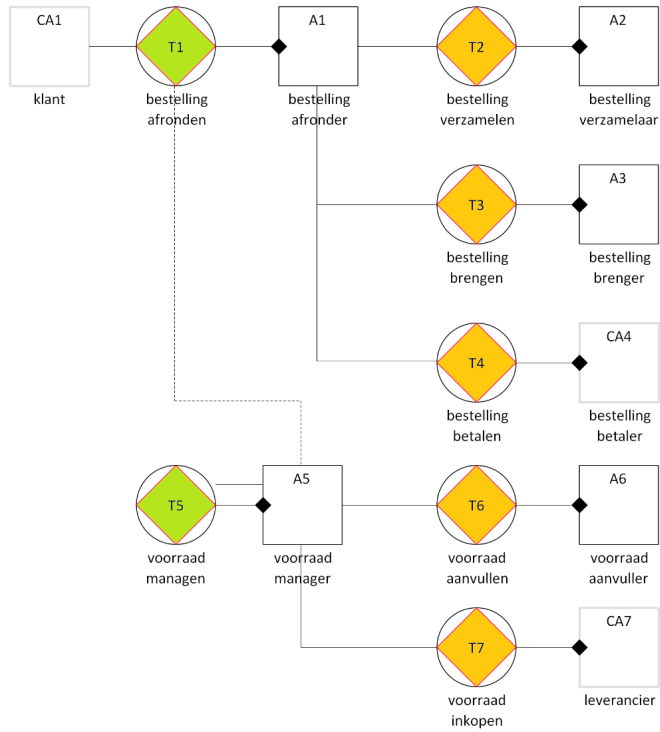 CA1
T1
A1
T2
A2
klant
bestelling
afronden
bestelling
afronder
bestelling
verzamelen
bestelling
verzamelaar
T3
A3
bestelling
brengen
bestelling
brenger
T4
CA4
bestelling
betalen
bestelling
betaler
T5
A5
T6
A6
voorraad
managen
voorraad
manager
voorraad
aanvullen
voorraad
aanvuller
T7
CA7
voorraad
inkopen
leverancier